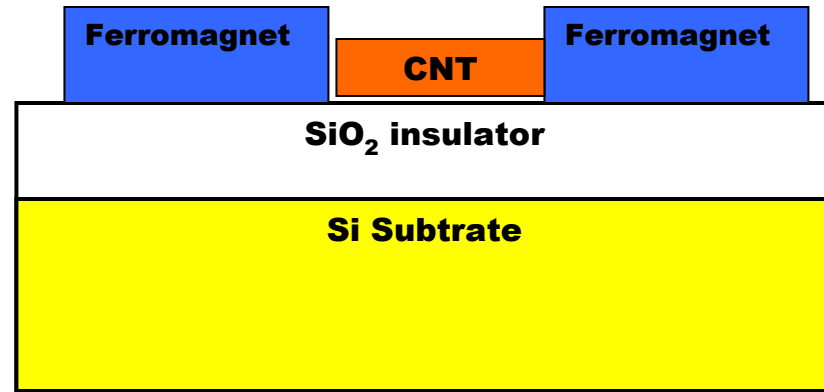 Ferromagnet
Ferromagnet
CNT
SiO₂ insulator
Si Subtrate